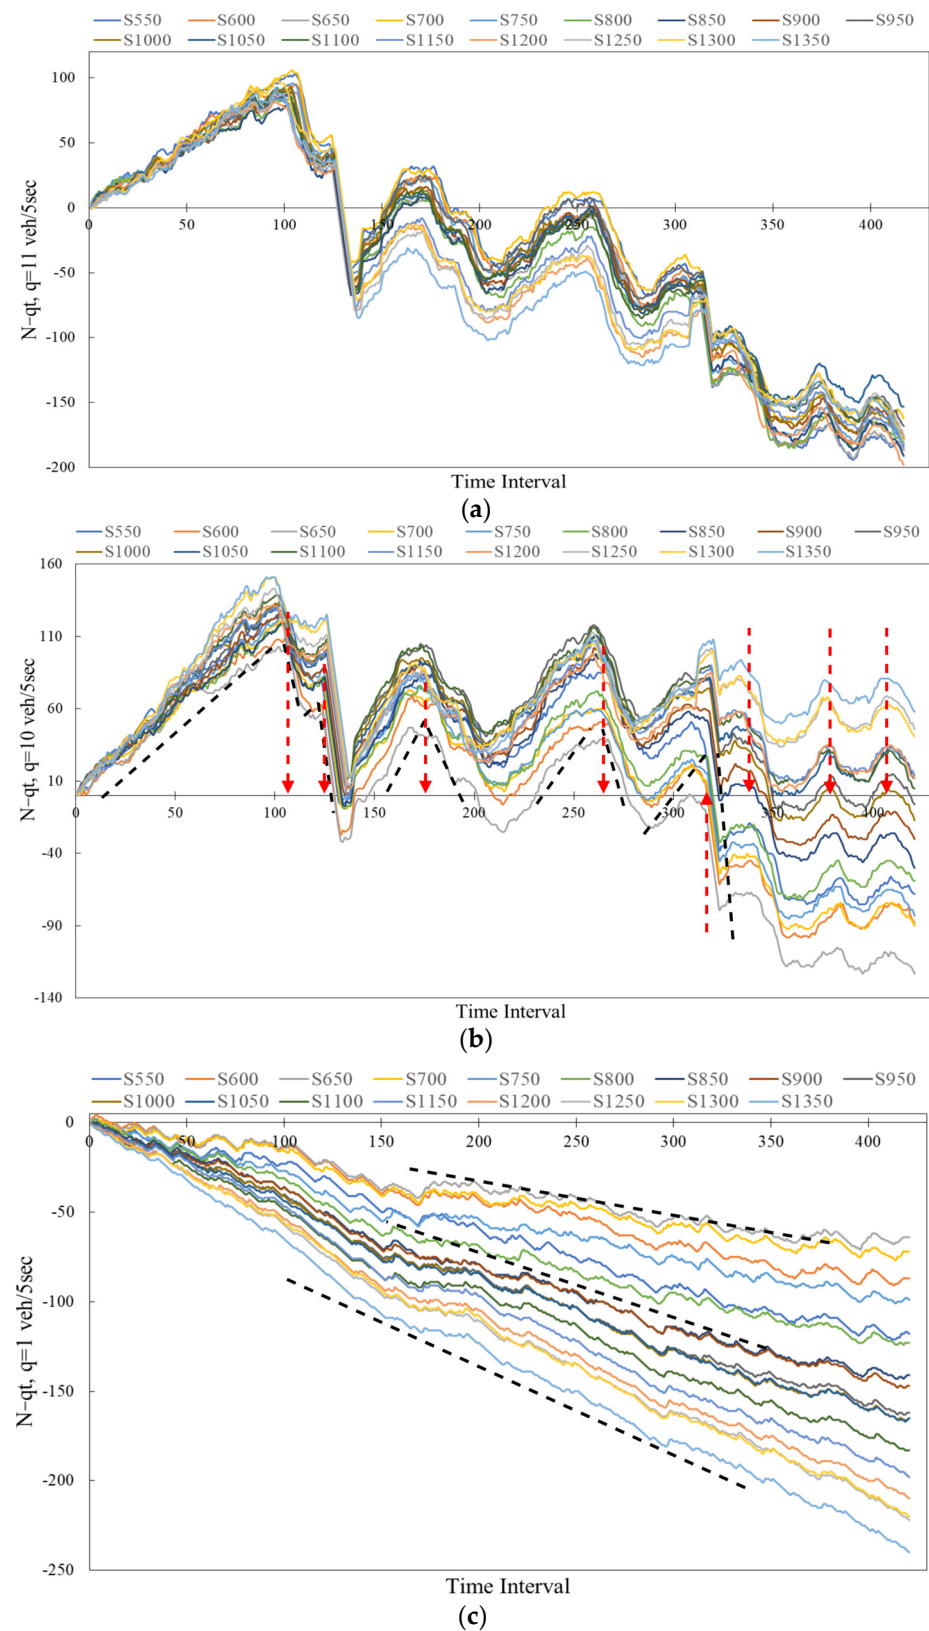 S550 S600 S650 S700 S750 S800 S850 S900 S950
S1000 S1050 S1100 S1150 S1200 S1250 S1300 S1350
100
50
0
-50
-100
-150
-200
0 50 100 150 200 250 300 350 400
N-qt, q=11 veh/5sec
Time Interval
(a)
S550 S600 S650 S700 S750 S800 S850 S900 S950
S1000 S1050 S1100 S1150 S1200 S1250 S1300 S1350
160
110
60
10
-40
-90
-140
0 50 100 150 200 250 300 350 400
N-qt, q=10 veh/5sec
Time Interval
(b)
S550 S600 S650 S700 S750 S800 S850 S900 S950
S1000 S1050 S1100 S1150 S1200 S1250 S1300 S1350
0
-50
-100
-150
-200
-250
0 50 100 150 200 250 300 350 400
N-qt, q=1 veh/5sec
Time Interval
(c)